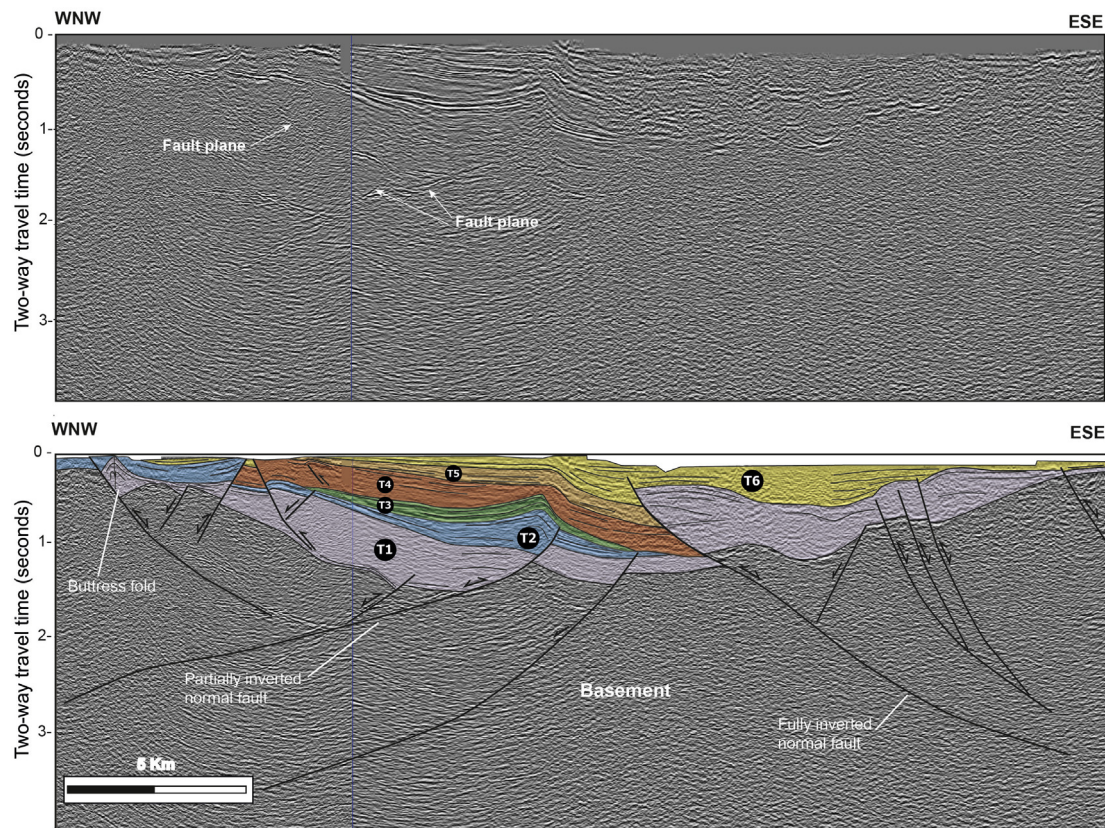 WNW
ESE
0
Two-way travel time (seconds)
1-
2-
3-
Fault plane
Fault plane
WNW
ESE
0
Two-way travel time (seconds)
1-
2-
3-
T5
T4
T3
T6
T2
T1
Buttress fold
Partially inverted
normal fault
Basement
Fully inverted
normal fault
5 Km